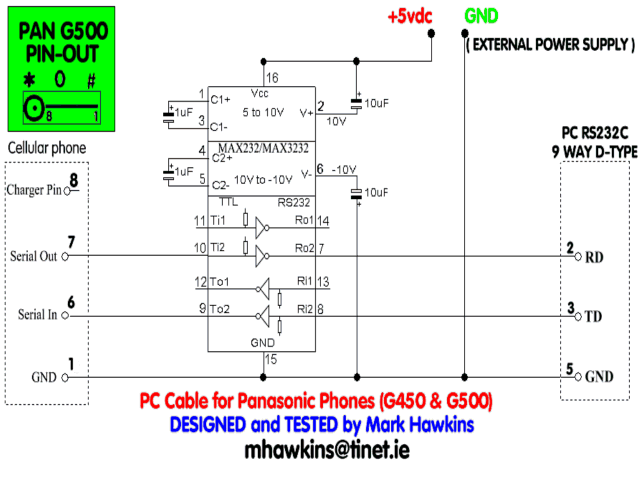 PAN G500
PIN-OUT
* O #
8 1
+5vdc GND
( EXTERNAL POWER SUPPLY )
Cellular phone
PC RS232C
9 WAY D-TYPE
16
Vcc
1 C1+
+ 1uF
3 C1-
5 to 10V
2 V+
10V
+ 10uF
MAX232/MAX3232
4 C2+
+ 1uF
5 C2-
10V to -10V
6 -10V
V-
10uF
+
TTL RS232
11 Ti1 Ro1 14
10 Ti2 Ro2 7
12 To1 Ri1 13
9 To2 Ri2 8
GND
15
Charger Pin 8
Serial Out 7
Serial In 6
GND 1
2 RD
3 TD
5 GND
PC Cable for Panasonic Phones (G450 & G500)
DESIGNED and TESTED by Mark Hawkins
mhawkins@tinet.ie